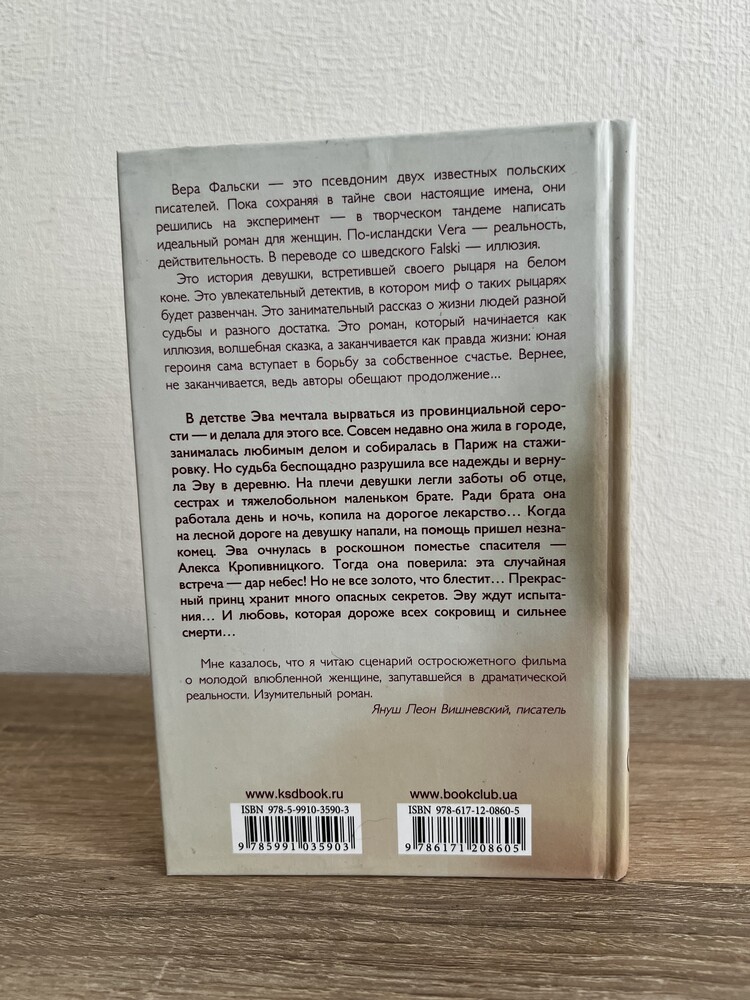 Вера Фальски — это псевдоним двух известных польских
писателей. Пока сохраняя в тайне свои настоящие имена, они
решились на эксперимент — в творческом тандеме написать
идеальный роман для женщин. По-исландски Vera — реальность,
действительность. В переводе со шведского Falski — иллюзия.
Это история девушки, встретившей своего рыцаря на белом
коне. Это увлекательный детектив, в котором миф о таких рыцарях
будет развенчан. Это занимательный рассказ о жизни людей разной
судьбы и разного достатка. Это роман, который начинается как
иллюзия, волшебная сказка, а заканчивается как правда жизни: юная
героиня сама вступает в борьбу за собственное счастье. Вернее,
не заканчивается, ведь авторы обещают продолжение...
В детстве Эва мечтала вырваться из провинциальной серо-
сти — и делала для этого все. Совсем недавно она жила в городе,
занималась любимым делом и собиралась в Париж на стажи-
ровку. Но судьба беспощадно разрушила все надежды и верну-
ла Эву в деревню. На плечи девушки легли заботы об отце,
сестрах и тяжелобольном маленьком брате. Ради брата она
работала день и ночь, копила на дорогое лекарство... Когда
на лесной дороге на девушку напали, на помощь пришел незна-
комец. Эва очнулась в роскошном поместье спасителя —
Алекса Кропивницкого. Тогда она поверила: эта случайная
встреча — дар небес! Но не все золото, что блестит... Прекрас-
ный принц хранит много опасных секретов. Эву ждут испыта-
ния... И любовь, которая дороже всех сокровищ и сильнее
смерти...
Мне казалось, что я читаю сценарий остросюжетного фильма
о молодой влюбленной женщине, запутавшейся в драматической
реальности. Изумительный роман.
Януш Леон Вишневский, писатель
www.ksdbook.ru www.bookclub.ua
ISBN 978-5-9910-3590-3 ISBN 978-617-12-0860-5
9 785991 035903 9 786171 208605